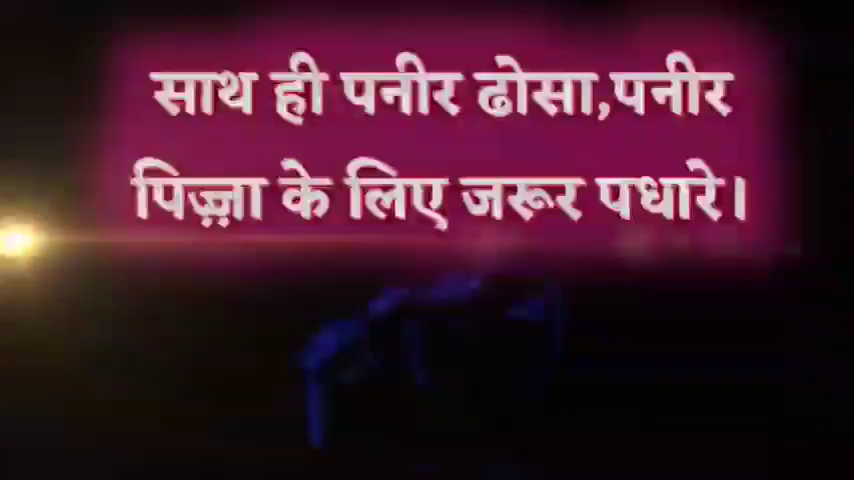 साथ ही पनीर ढोसा,पनीर
पिज़्ज़ा के लिए जरूर पधारे।